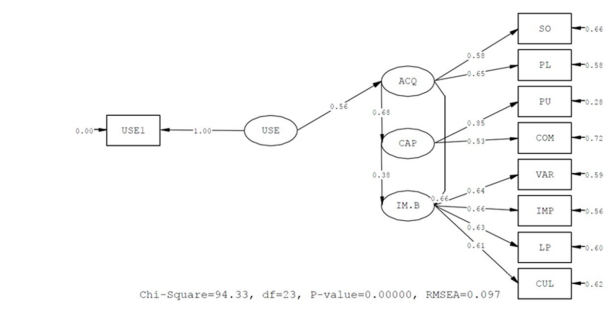 SO
0.66
0.58
PL
0.58
ACQ
0.65
0.56
PU
0.28
0.00
USE1
1.00
USE
0.68
0.85
COM
0.72
CAP
0.53
0.38
VAR
0.59
0.64
0.66
IM.B
0.66
IMP
0.56
0.63
LP
0.60
0.61
CUL
0.62
Chi-Square=94.33, df=23, P-value=0.00000, RMSEA=0.097